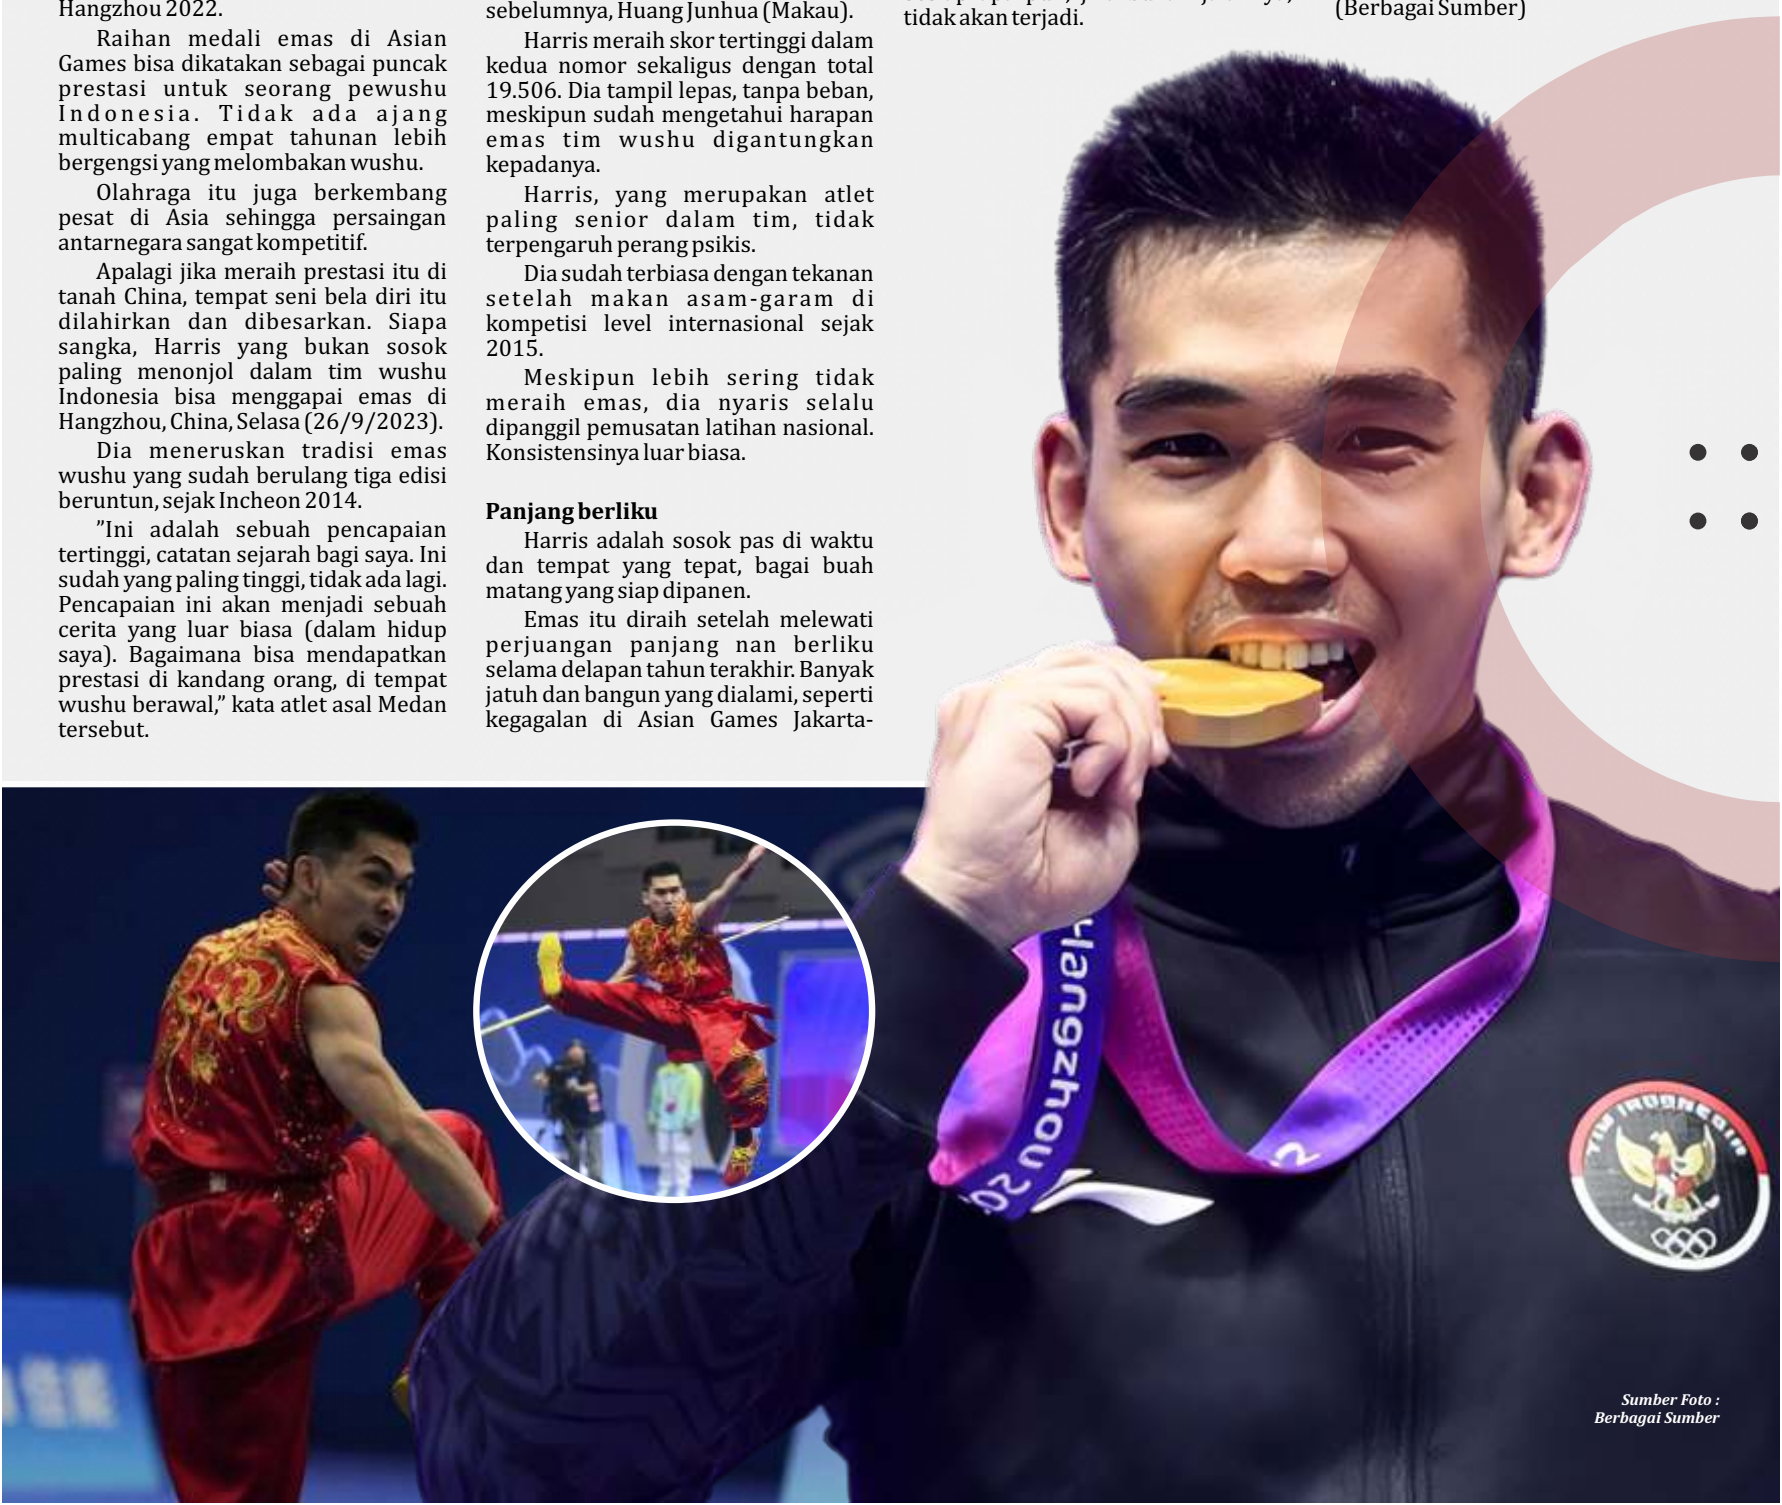 Hangzhou 2022.
Raihan medali emas di Asian
Games bisa dikatakan sebagai puncak
prestasi untuk seorang pewushu
Indonesia. Tidak ada ajang
multicabang empat tahunan lebih
bergengsi yang melombakan wushu.
Olahraga itu juga berkembang
pesat di Asia sehingga persaingan
antarnegara sangat kompetitif.
Apalagi jika meraih prestasi itu di
tanah China, tempat seni bela diri itu
dilahirkan dan dibesarkan. Siapa
sangka, Harris yang bukan sosok
paling menonjol dalam tim wushu
Indonesia bisa menggapai emas di
Hangzhou, China, Selasa (26/9/2023).
Dia meneruskan tradisi emas
wushu yang sudah berulang tiga edisi
beruntun, sejak Incheon 2014.
”Ini adalah sebuah pencapaian
tertinggi, catatan sejarah bagi saya. Ini
sudah yang paling tinggi, tidak ada lagi.
Pencapaian ini akan menjadi sebuah
cerita yang luar biasa (dalam hidup
saya). Bagaimana bisa mendapatkan
prestasi di kandang orang, di tempat
wushu berawal,” kata atlet asal Medan
tersebut.
sebelumnya, Huang Junhua (Makau).
Harris meraih skor tertinggi dalam
kedua nomor sekaligus dengan total
19.506. Dia tampil lepas, tanpa beban,
meskipun sudah mengetahui harapan
emas tim wushu digantungkan
kepadanya.
Harris, yang merupakan atlet
paling senior dalam tim, tidak
terpengaruh perang psikis.
Dia sudah terbiasa dengan tekanan
setelah makan asam-garam di
kompetisi level internasional sejak
2015.
Meskipun lebih sering tidak
meraih emas, dia nyaris selalu
dipanggil pemusatan latihan nasional.
Konsistensinya luar biasa.
Panjang berliku
Harris adalah sosok pas di waktu
dan tempat yang tepat, bagai buah
matang yang siap dipanen.
Emas itu diraih setelah melewati
perjuangan panjang nan berliku
selama delapan tahun terakhir. Banyak
jatuh dan bangun yang dialami, seperti
kegagalan di Asian Games Jakarta-
tidak akan terjadi.
(Berbagai Sumber)
Hangzhou 20
TIM INDONESIA
Sumber Foto :
Berbagai Sumber